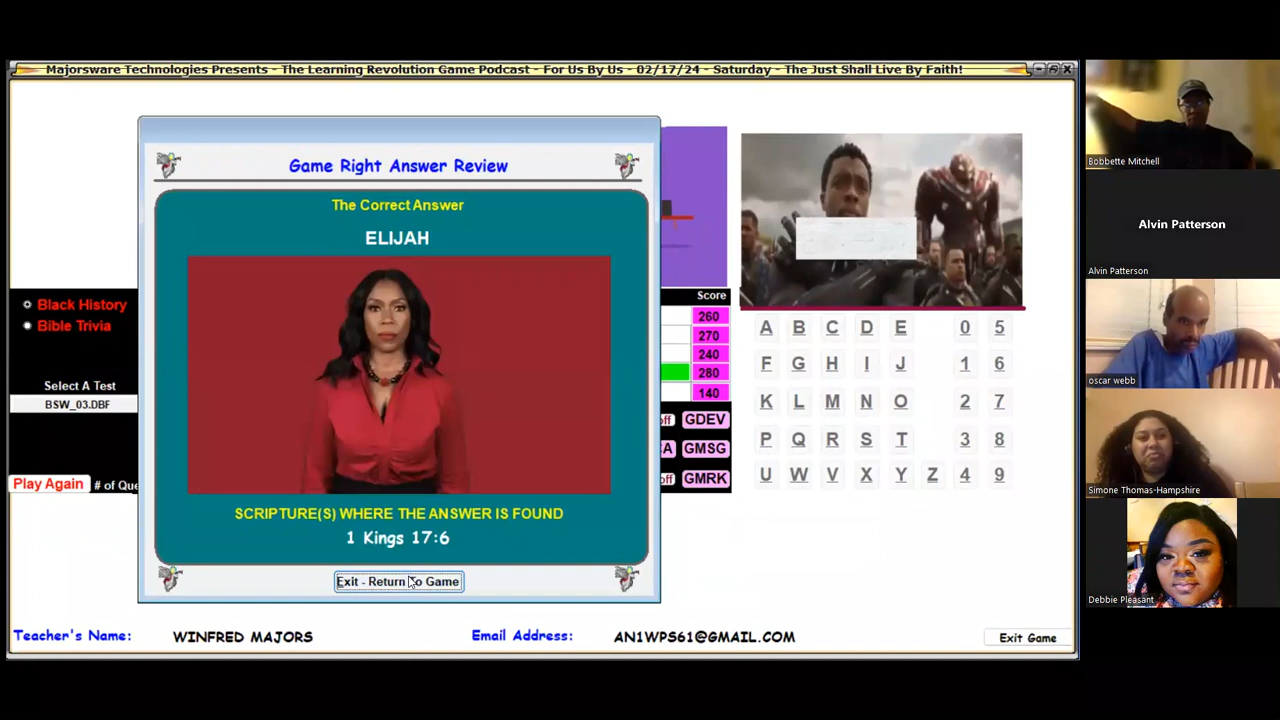 Majorsware Technologies Presents - The Learning Revolution Game Podcast - For Us By Us - 02/17/24 - Saturday - The Just Shall Live By Faith!
Game Right Answer Review
The Correct Answer
ELIJAH
SCRIPTURE(S) WHERE THE ANSWER IS FOUND
1 Kings 17:6
Exit - Return To Game
Black History
Bible Trivia
Select A Test
BSW_03.DBF
Play Again # of Que
Score
260
270
240
280
140
off GDEV
CA GMSG
off GMRK
A B C D E 0 5
F G H I J 1 6
K L M N O 2 7
P Q R S T 3 8
U W V X Y Z 4 9
Teacher's Name: WINFRED MAJORS Email Address: AN1WPS61@GMAIL.COM Exit Game
Bobbette Mitchell
Alvin Patterson
Alvin Patterson
oscar webb
Simone Thomas-Hampshire
Debbie Pleasant